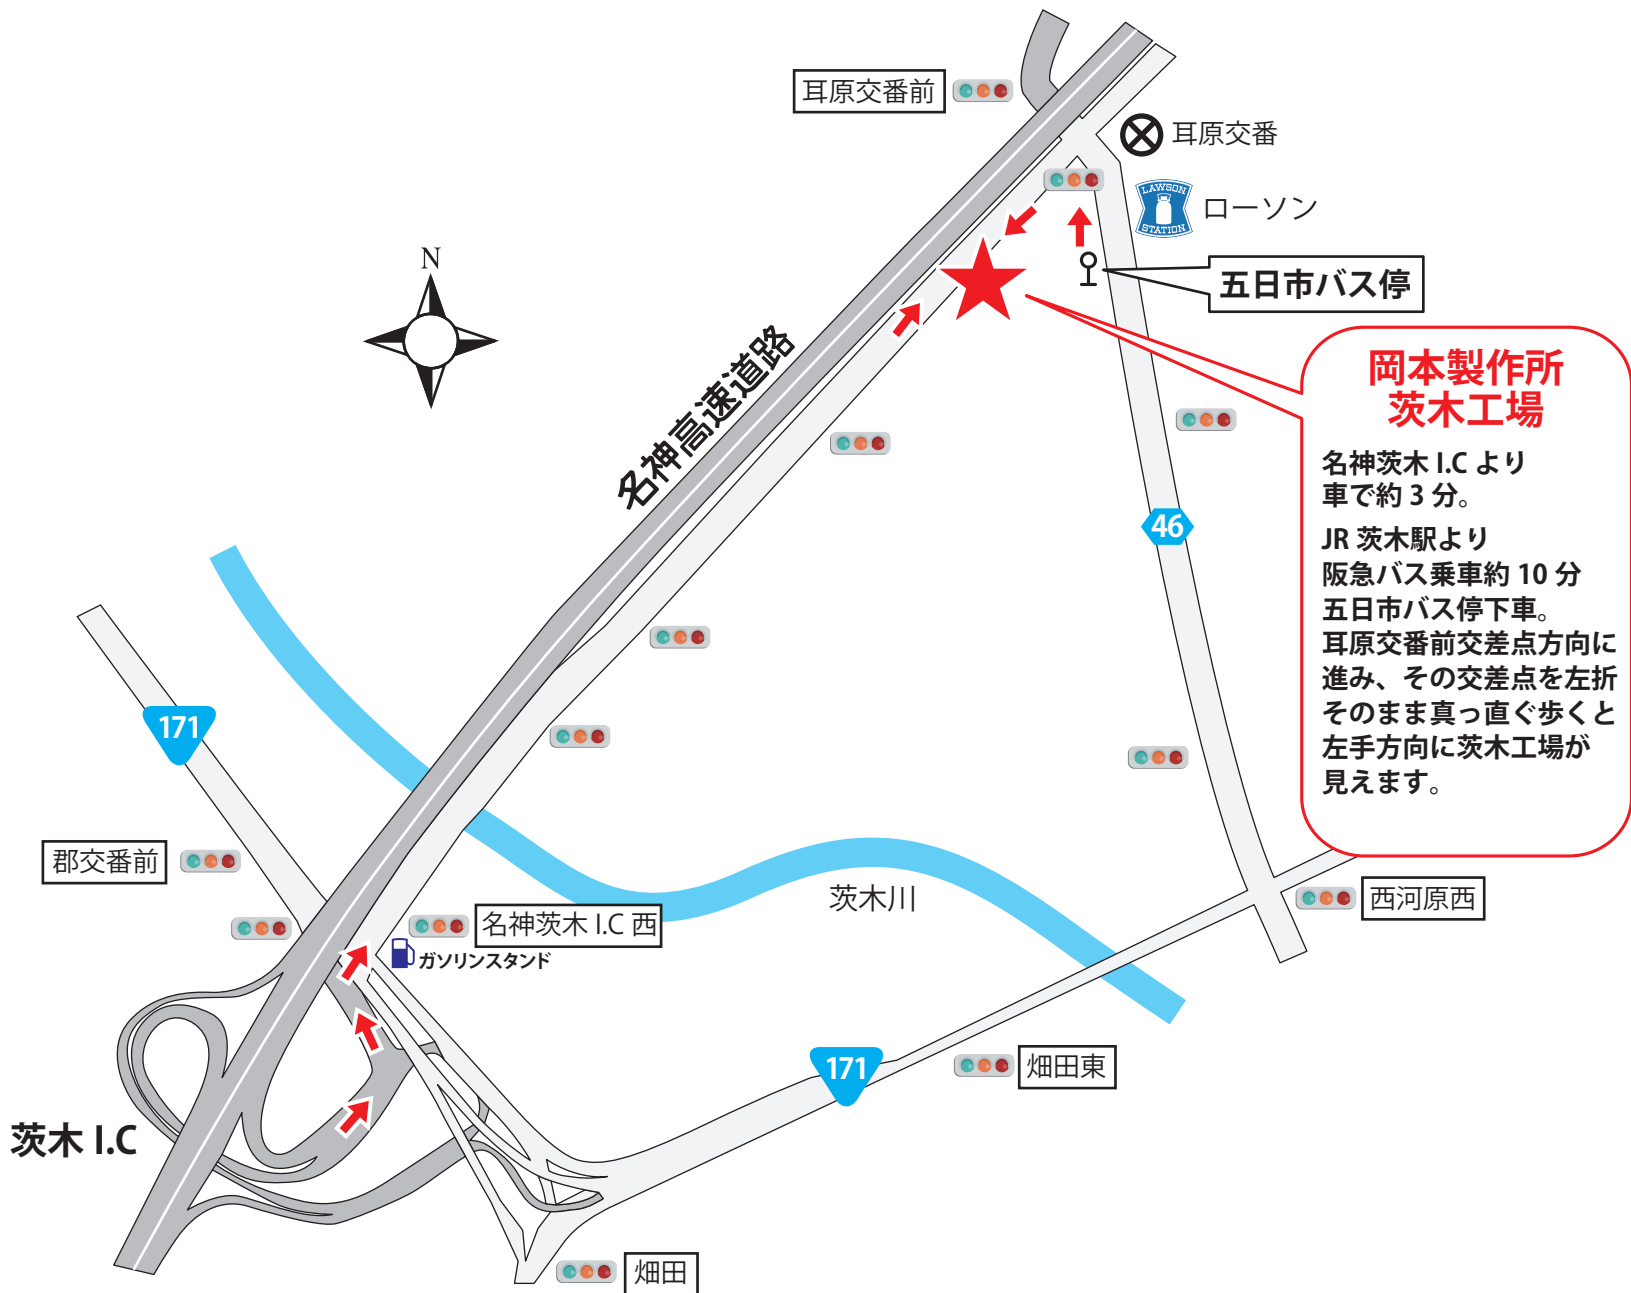 耳原交番前
耳原交番
LAWSON
STATION
ローソン
N
五日市バス停
名神高速道路
岡本製作所
茨木工場
名神茨木 I.C より
車で約 3 分。
JR 茨木駅より
阪急バス乗車約 10 分
五日市バス停下車。
耳原交番前交差点方向に
進み、その交差点を左折
そのまま真っ直ぐ歩くと
左手方向に茨木工場が
見えます。
46
171
郡交番前
名神茨木 I.C 西
ガソリンスタンド
茨木川
西河原西
171
畑田東
茨木 I.C
畑田